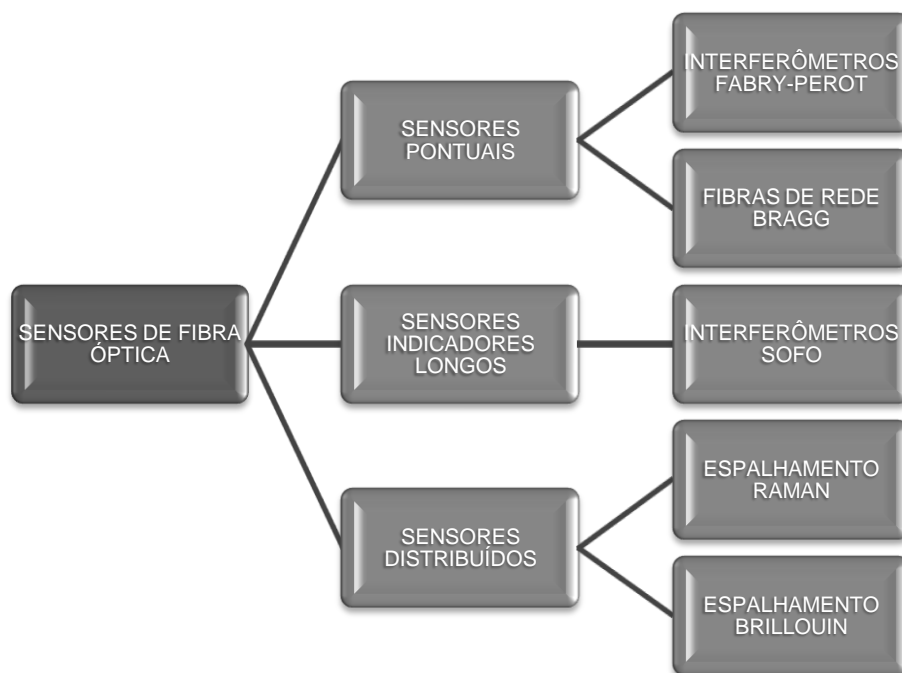 SENSORES DE FIBRA
ÓPTICA
SENSORES
PONTUAIS
INTERFERÔMETROS
FABRY-PEROT
FIBRAS DE REDE
BRAGG
SENSORES
INDICADORES
LONGOS
INTERFERÔMETROS
SOFO
SENSORES
DISTRIBUÍDOS
ESPALHAMENTO
RAMAN
ESPALHAMENTO
BRILLOUIN